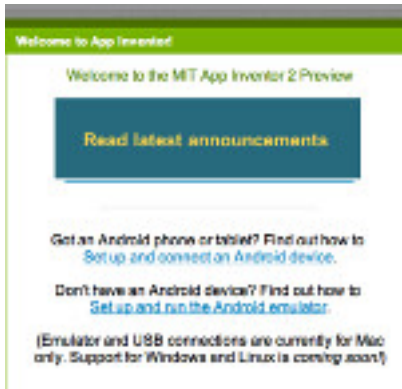 Welcome to App Inventor!
Welcome to the MIT App Inventor 2 Preview
Read latest announcements
Got an Android phone or tablet? Find out how to
Set up and connect an Android device.
Don't have an Android device? Find out how to
Set up and run the Android emulator.
(Emulator and USB connections are currently for Mac
only. Support for Windows and Linux is coming soon!)